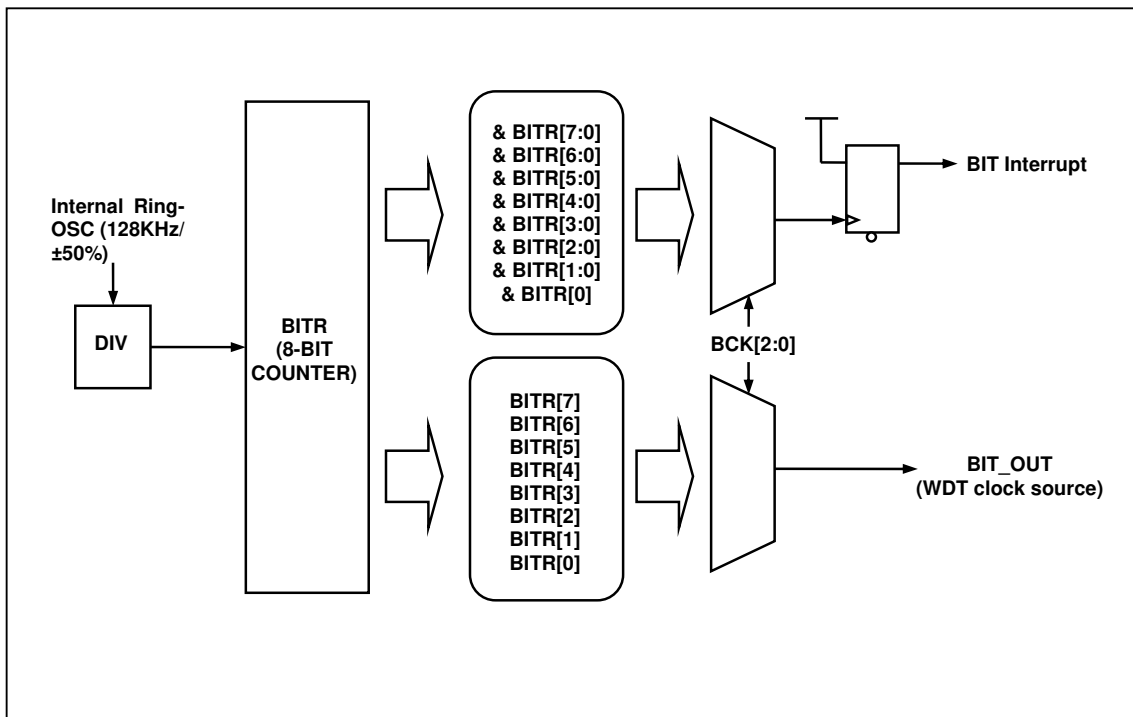 Internal Ring-
OSC (128KHz/
±50%)
DIV
BITR
(8-BIT
COUNTER)
& BITR[7:0]
& BITR[6:0]
& BITR[5:0]
& BITR[4:0]
& BITR[3:0]
& BITR[2:0]
& BITR[1:0]
& BITR[0]
BITR[7]
BITR[6]
BITR[5]
BITR[4]
BITR[3]
BITR[2]
BITR[1]
BITR[0]
BCK[2:0]
BIT Interrupt
BIT_OUT
(WDT clock source)